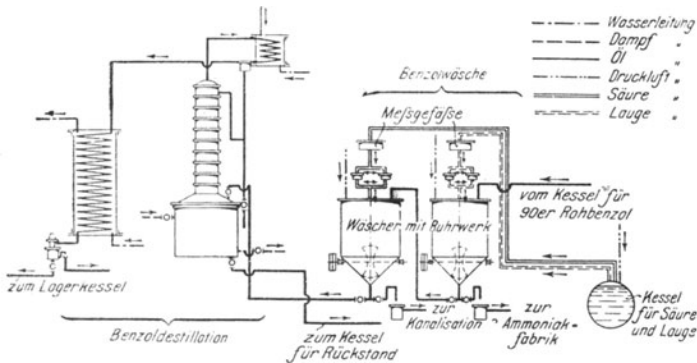 Wasserleitung
Dampf "
Öl "
Druckluft "
Säure "
Lauge "
Benzolwäsche
Meßgefäße
vom Kessel für
90er Rohbenzol
Wäscher mit Rührwerk
zum Lagerkessel
Benzoldestillation
zum Kessel
für Rückstand
zur
Kanalisation
zur
Ammoniak-
fabrik
Kessel
für Säure
und Lauge